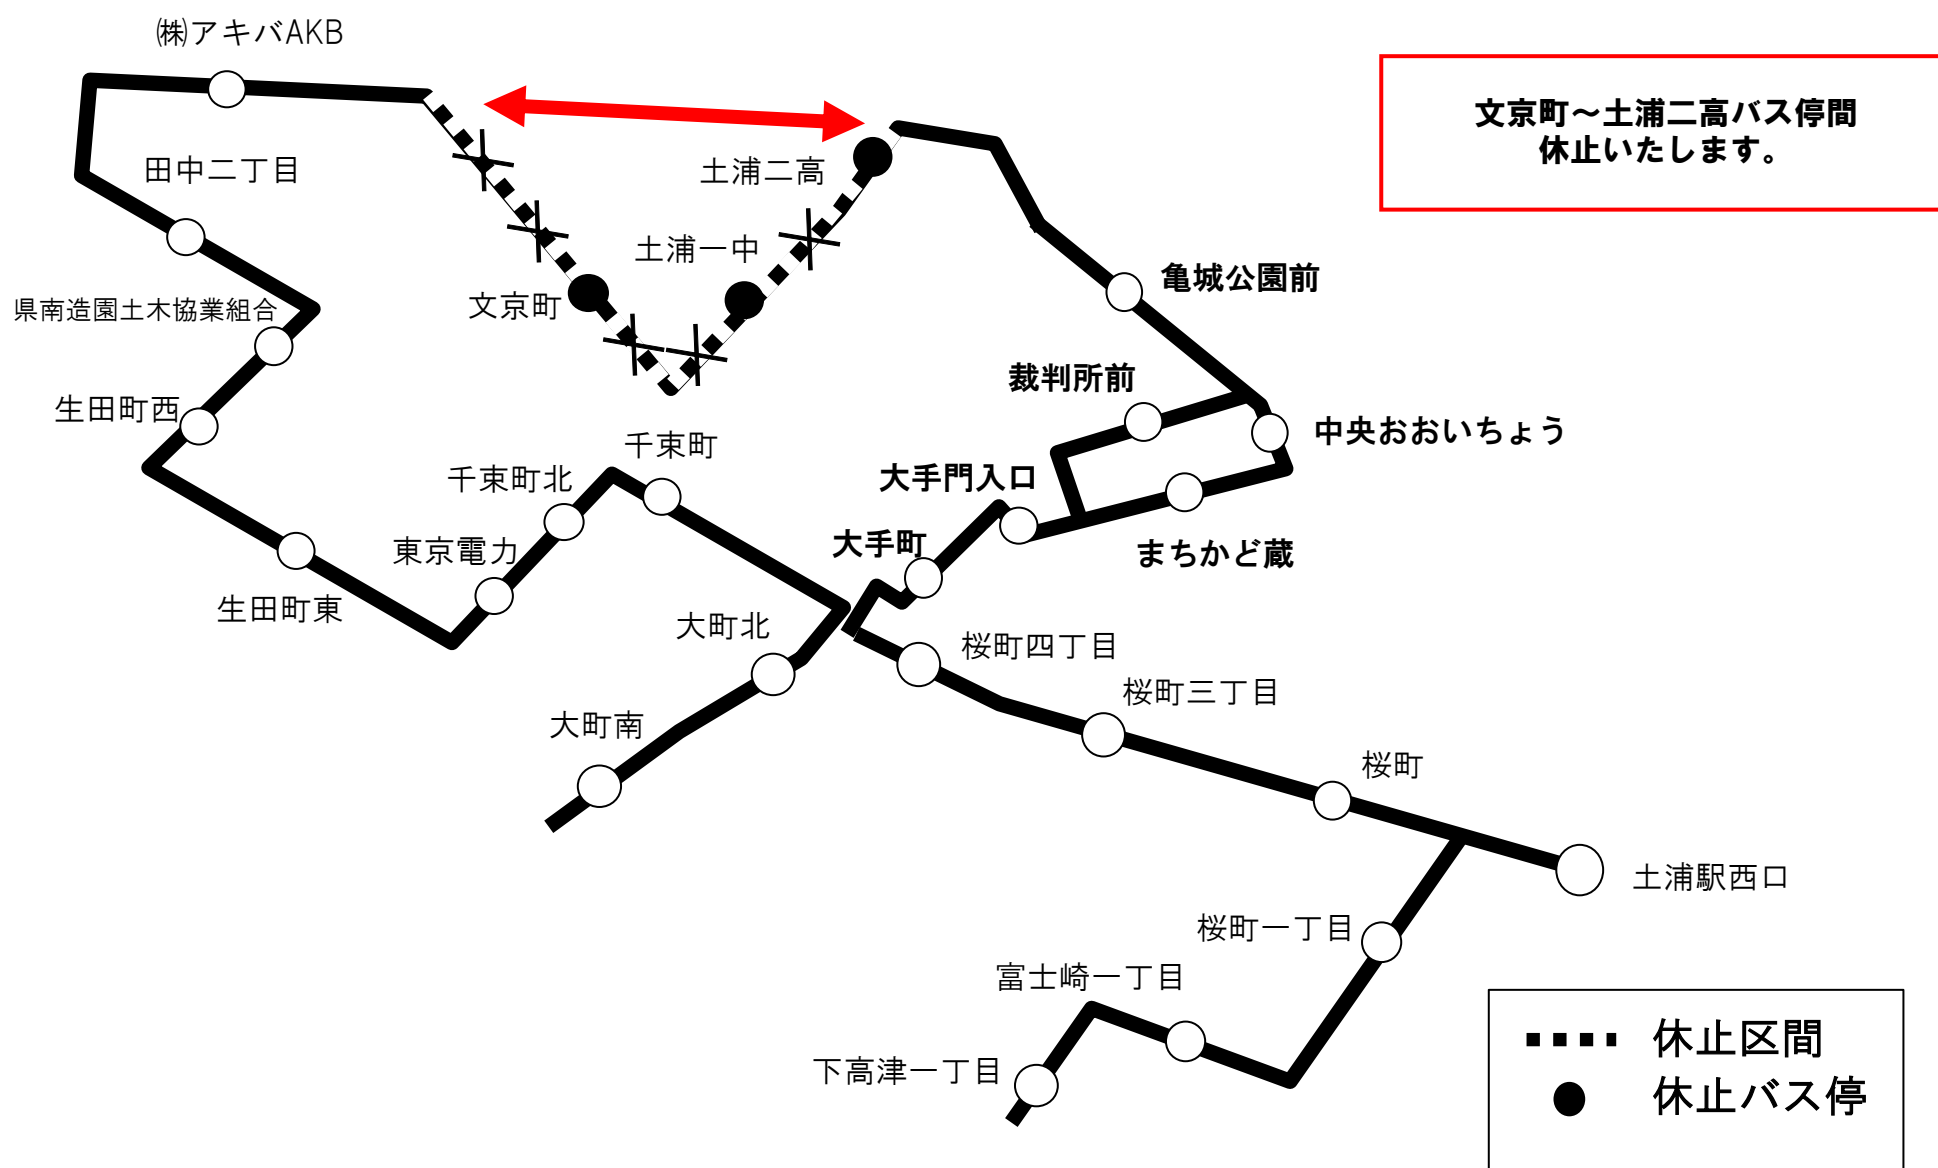 ㈱アキバAKB
文京町~土浦二高バス停間
休止いたします。
田中二丁目
土浦二高
土浦一中
亀城公園前
文京町
県南造園土木協業組合
裁判所前
生田町西
中央おおいちょう
千束町
千束町北
大手門入口
東京電力
大手町
まちかど蔵
生田町東
大町北
桜町四丁目
桜町三丁目
大町南
桜町
土浦駅西口
桜町一丁目
富士崎一丁目
下高津一丁目
休止区間
休止バス停